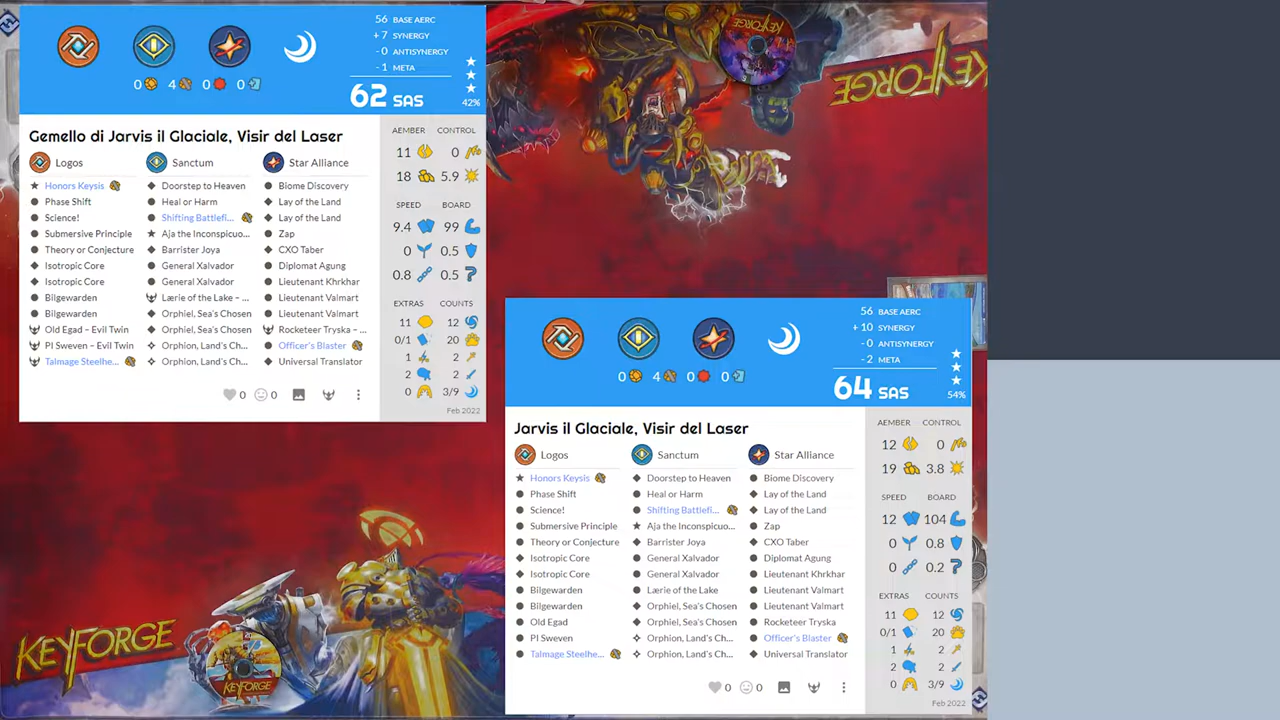 56 BASE AERC
+ 7 SYNERGY
- 0 ANTISYNERGY
- 1 META
0 4 0 0
62 SAS
42%
Gemello di Jarvis il Glaciale, Visir del Laser
Logos
Honors Keysis
Phase Shift
Science!
Submersive Principle
Theory or Conjecture
Isotropic Core
Isotropic Core
Bilgewarden
Bilgewarden
Old Egad – Evil Twin
PI Sweven – Evil Twin
Talmage Steelhe...
Sanctum
Doorstep to Heaven
Heal or Harm
Shifting Battlefi...
Aja the Inconspicuo...
Barrister Joya
General Xalvador
General Xalvador
Lærie of the Lake – ...
Orphiel, Sea's Chosen
Orphiel, Sea's Chosen
Orphion, Land's Ch...
Orphion, Land's Ch...
Star Alliance
Biome Discovery
Lay of the Land
Lay of the Land
Zap
CXO Taber
Diplomat Agung
Lieutenant Khrkhar
Lieutenant Valmart
Lieutenant Valmart
Rocketeer Tryska – ...
Officer's Blaster
Universal Translator
0 0
AEMBER CONTROL
11 0
18 5.9
SPEED BOARD
9.4 99
0 0.5
0.8 0.5
EXTRAS COUNTS
11 12
0/1 20
1 2
2 2
0 3/9
Feb 2022
KEYFORGE
KEYFORGE
56 BASE AERC
+ 10 SYNERGY
- 0 ANTISYNERGY
- 2 META
0 4 0 0
64 SAS
54%
Jarvis il Glaciale, Visir del Laser
Logos
Honors Keysis
Phase Shift
Science!
Submersive Principle
Theory or Conjecture
Isotropic Core
Isotropic Core
Bilgewarden
Bilgewarden
Old Egad
PI Sweven
Talmage Steelhe...
Sanctum
Doorstep to Heaven
Heal or Harm
Shifting Battlefi...
Aja the Inconspicuo...
Barrister Joya
General Xalvador
General Xalvador
Lærie of the Lake
Orphiel, Sea's Chosen
Orphiel, Sea's Chosen
Orphion, Land's Ch...
Orphion, Land's Ch...
Star Alliance
Biome Discovery
Lay of the Land
Lay of the Land
Zap
CXO Taber
Diplomat Agung
Lieutenant Khrkhar
Lieutenant Valmart
Lieutenant Valmart
Rocketeer Tryska
Officer's Blaster
Universal Translator
0 0
AEMBER CONTROL
12 0
19 3.8
SPEED BOARD
12 104
0 0.8
0 0.2
EXTRAS COUNTS
11 12
0/1 20
1 2
2 2
0 3/9
Feb 2022
KEYFORGE
KEYFORGE